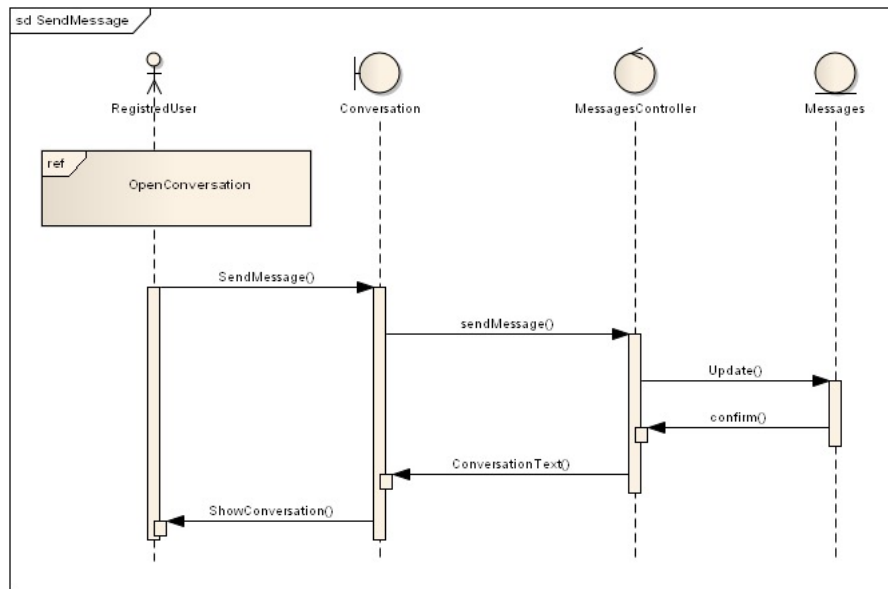 sd SendMessage
RegistredUser
Conversation
MessagesController
Messages
ref
OpenConversation
SendMessage()
sendMessage()
Update()
confirm()
ConversationText()
ShowConversation()